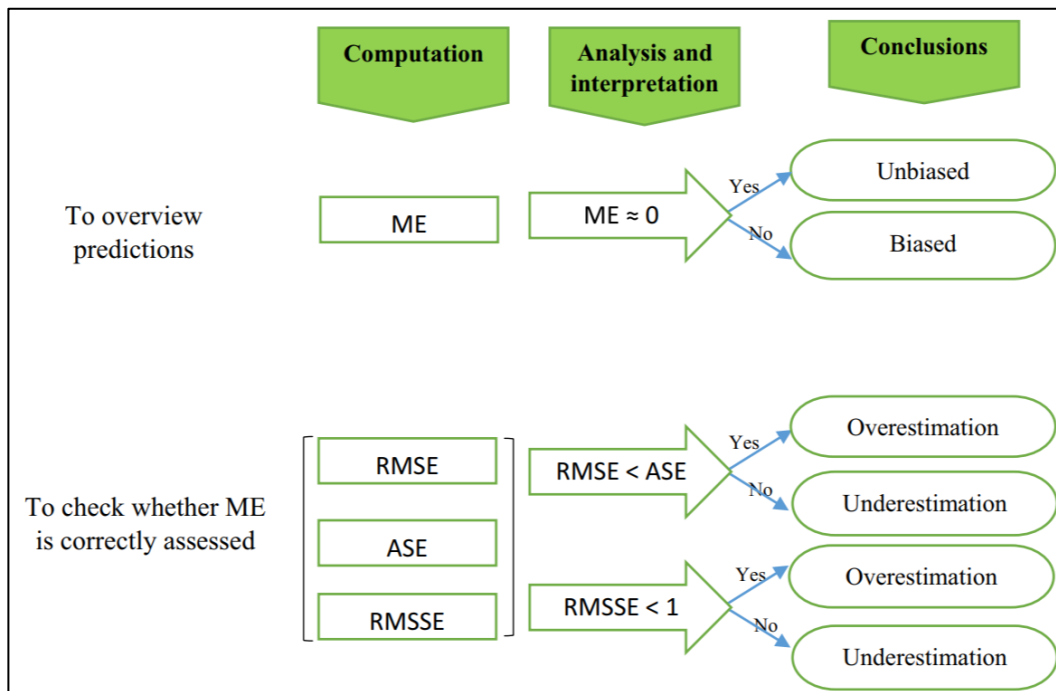 Computation
Analysis and
interpretation
Conclusions
To overview
predictions
ME
ME ≈ 0
Yes
No
Unbiased
Biased
To check whether ME
is correctly assessed
RMSE
ASE
RMSSE
RMSE < ASE
Yes
No
Overestimation
Underestimation
RMSSE < 1
Yes
No
Overestimation
Underestimation